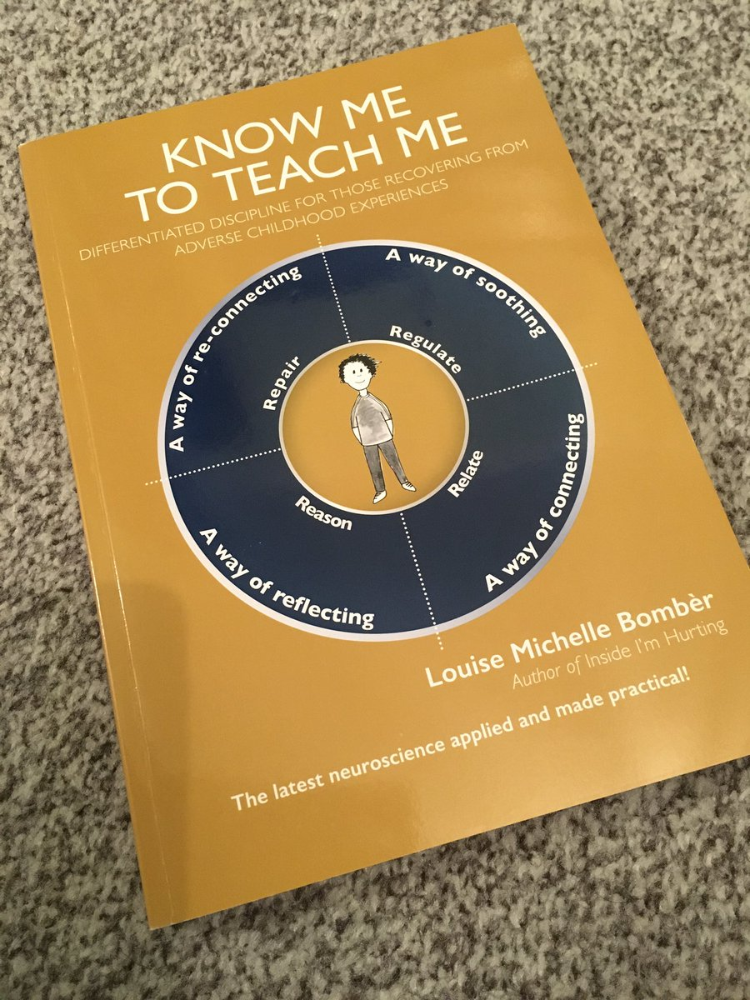 KNOW ME
TO TEACH ME
DIFFERENTIATED DISCIPLINE FOR THOSE RECOVERING FROM
ADVERSE CHILDHOOD EXPERIENCES
A way of re-connecting
A way of soothing
Repair
Regulate
Reason
Relate
A way of reflecting
A way of connecting
Louise Michelle Bombèr
Author of Inside I'm Hurting
The latest neuroscience applied and made practical!